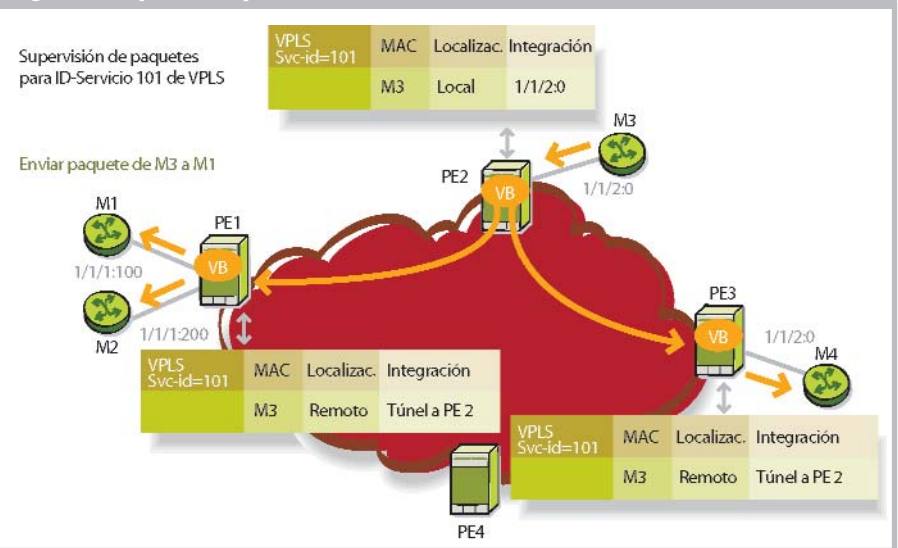 Supervisión de paquetes
para ID-Servicio 101 de VPLS
VPLS
Svc-id=101
MAC Localizac. Integración
M3 Local 1/1/2:0
Enviar paquete de M3 a M1
M3
PE2
VB
1/1/2:0
M1
PE1
VB
1/1/1:100
M2
1/1/1:200
PE3
VB
1/1/2:0
M4
VPLS
Svc-id=101
MAC Localizac. Integración
M3 Remoto Túnel a PE 2
VPLS
Svc-id=101
MAC Localizac. Integración
M3 Remoto Túnel a PE 2
PE4